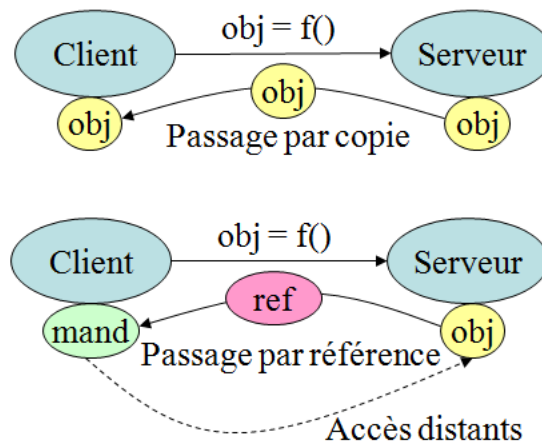 obj = f()
Client
Serveur
obj
obj
obj
Passage par copie
obj = f()
Client
Serveur
ref
mand
obj
Passage par référence
Accès distants